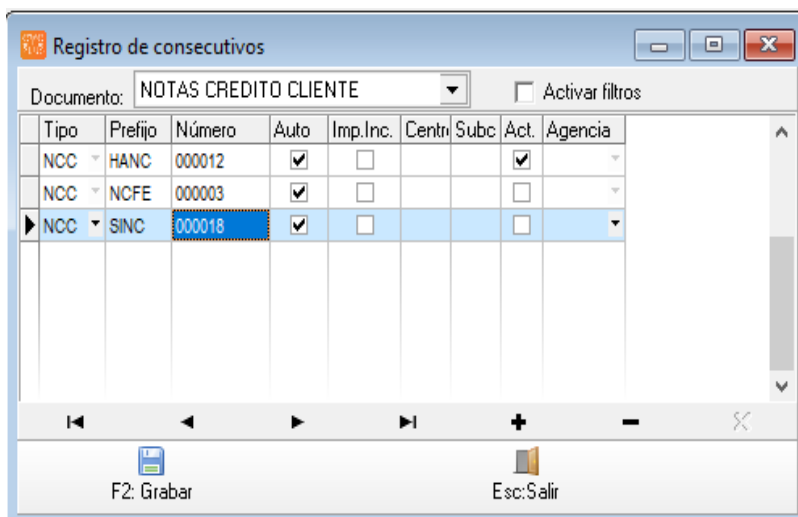 Registro de consecutivos
Documento: NOTAS CREDITO CLIENTE Activar filtros
Tipo Prefijo Número Auto Imp.Inc. Centr Subc Act. Agencia
NCC HANC 000012
NCC NCFE 000003
NCC SINC 000018
F2: Grabar Esc:Salir